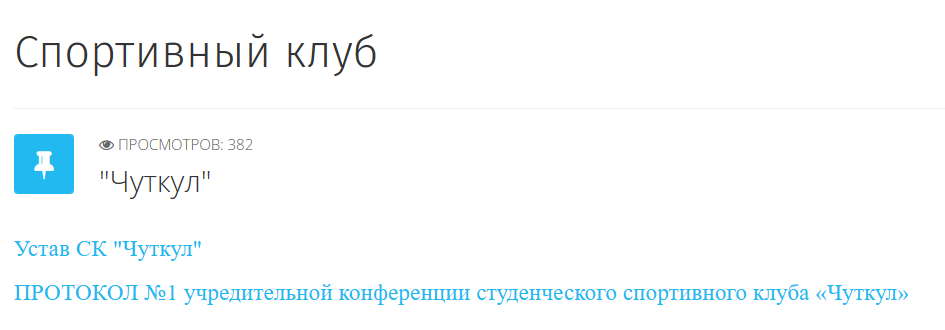 Спортивный клуб
ПРОСМОТРОВ: 382
"Чуткул"
Устав СК "Чуткул"
ПРОТОКОЛ №1 учредительной конференции студенческого спортивного клуба «Чуткул»